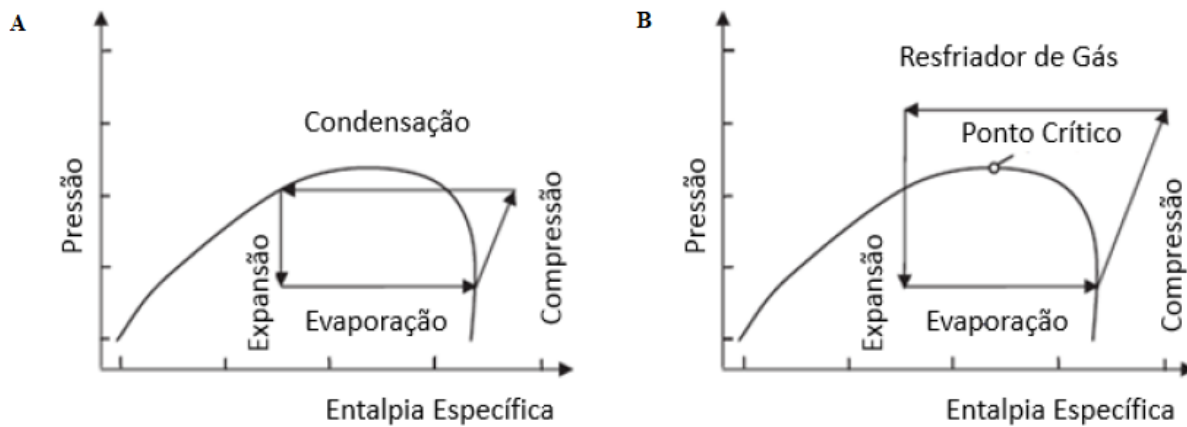 A
Pressão
Condensação
Expansão
Evaporação
Compressão
Entalpia Específica
B
Pressão
Resfriador de Gás
Ponto Crítico
Expansão
Evaporação
Compressão
Entalpia Específica